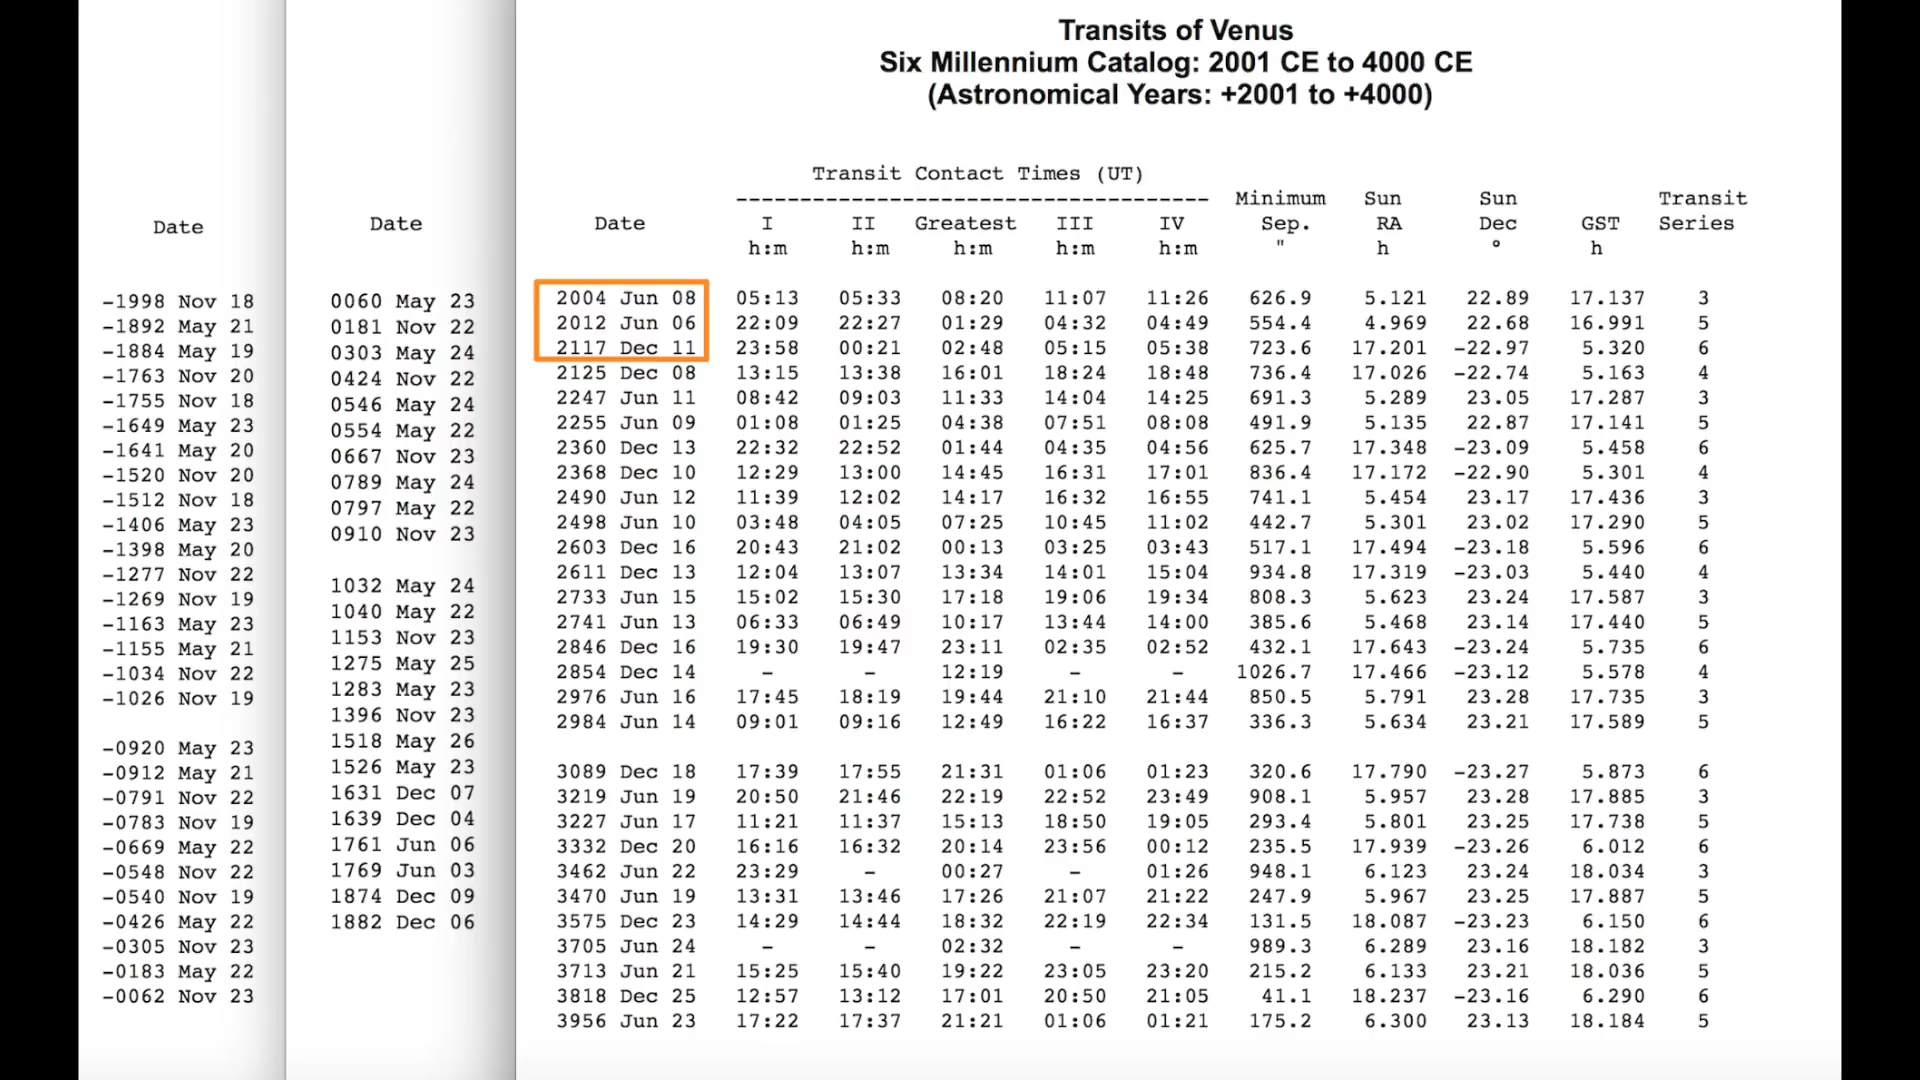 Transits of Venus
Six Millennium Catalog: 2001 CE to 4000 CE
(Astronomical Years: +2001 to +4000)
Date
-1998 Nov 18
-1892 May 21
-1884 May 19
-1763 Nov 20
-1755 Nov 18
-1649 May 23
-1641 May 20
-1520 Nov 20
-1512 Nov 18
-1406 May 23
-1398 May 20
-1277 Nov 22
-1269 Nov 19
-1163 May 23
-1155 May 21
-1034 Nov 22
-1026 Nov 19
-0920 May 23
-0912 May 21
-0791 Nov 22
-0783 Nov 19
-0669 May 22
-0548 Nov 22
-0540 Nov 19
-0426 May 22
-0305 Nov 23
-0183 May 22
-0062 Nov 23
Date
0060 May 23
0181 Nov 22
0303 May 24
0424 Nov 22
0546 May 24
0554 May 22
0667 Nov 23
0789 May 24
0797 May 22
0910 Nov 23
1032 May 24
1040 May 22
1153 Nov 23
1275 May 25
1283 May 23
1396 Nov 23
1518 May 26
1526 May 23
1631 Dec 07
1639 Dec 04
1761 Jun 06
1769 Jun 03
1874 Dec 09
1882 Dec 06
Transit Contact Times (UT)
------------------------------------- Minimum Sun Sun Transit
Date I II Greatest III IV Sep. RA Dec GST Series
h:m h:m h:m h:m h:m " h ° h
2004 Jun 08 05:13 05:33 08:20 11:07 11:26 626.9 5.121 22.89 17.137 3
2012 Jun 06 22:09 22:27 01:29 04:32 04:49 554.4 4.969 22.68 16.991 5
2117 Dec 11 23:58 00:21 02:48 05:15 05:38 723.6 17.201 -22.97 5.320 6
2125 Dec 08 13:15 13:38 16:01 18:24 18:48 736.4 17.026 -22.74 5.163 4
2247 Jun 11 08:42 09:03 11:33 14:04 14:25 691.3 5.289 23.05 17.287 3
2255 Jun 09 01:08 01:25 04:38 07:51 08:08 491.9 5.135 22.87 17.141 5
2360 Dec 13 22:32 22:52 01:44 04:35 04:56 625.7 17.348 -23.09 5.458 6
2368 Dec 10 12:29 13:00 14:45 16:31 17:01 836.4 17.172 -22.90 5.301 4
2490 Jun 12 11:39 12:02 14:17 16:32 16:55 741.1 5.454 23.17 17.436 3
2498 Jun 10 03:48 04:05 07:25 10:45 11:02 442.7 5.301 23.02 17.290 5
2603 Dec 16 20:43 21:02 00:13 03:25 03:43 517.1 17.494 -23.18 5.596 6
2611 Dec 13 12:04 13:07 13:34 14:01 15:04 934.8 17.319 -23.03 5.440 4
2733 Jun 15 15:02 15:30 17:18 19:06 19:34 808.3 5.623 23.24 17.587 3
2741 Jun 13 06:33 06:49 10:17 13:44 14:00 385.6 5.468 23.14 17.440 5
2846 Dec 16 19:30 19:47 23:11 02:35 02:52 432.1 17.643 -23.24 5.735 6
2854 Dec 14 - - 12:19 - - 1026.7 17.466 -23.12 5.578 4
2976 Jun 16 17:45 18:19 19:44 21:10 21:44 850.5 5.791 23.28 17.735 3
2984 Jun 14 09:01 09:16 12:49 16:22 16:37 336.3 5.634 23.21 17.589 5
3089 Dec 18 17:39 17:55 21:31 01:06 01:23 320.6 17.790 -23.27 5.873 6
3219 Jun 19 20:50 21:46 22:19 22:52 23:49 908.1 5.957 23.28 17.885 3
3227 Jun 17 11:21 11:37 15:13 18:50 19:05 293.4 5.801 23.25 17.738 5
3332 Dec 20 16:16 16:32 20:14 23:56 00:12 235.5 17.939 -23.26 6.012 6
3462 Jun 22 23:29 - 00:27 - 01:26 948.1 6.123 23.24 18.034 3
3470 Jun 19 13:31 13:46 17:26 21:07 21:22 247.9 5.967 23.25 17.887 5
3575 Dec 23 14:29 14:44 18:32 22:19 22:34 131.5 18.087 -23.23 6.150 6
3705 Jun 24 - - 02:32 - - 989.3 6.289 23.16 18.182 3
3713 Jun 21 15:25 15:40 19:22 23:05 23:20 215.2 6.133 23.21 18.036 5
3818 Dec 25 12:57 13:12 17:01 20:50 21:05 41.1 18.237 -23.16 6.290 6
3956 Jun 23 17:22 17:37 21:21 01:06 01:21 175.2 6.300 23.13 18.184 5